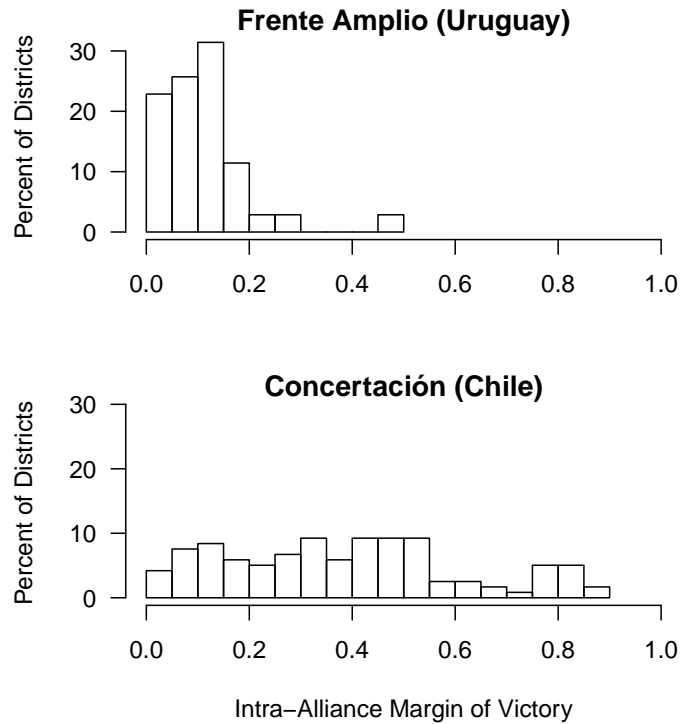 Frente Amplio (Uruguay)
Percent of Districts
30
20
10
0
0.0 0.2 0.4 0.6 0.8 1.0
Concertación (Chile)
Percent of Districts
30
20
10
0
0.0 0.2 0.4 0.6 0.8 1.0
Intra−Alliance Margin of Victory